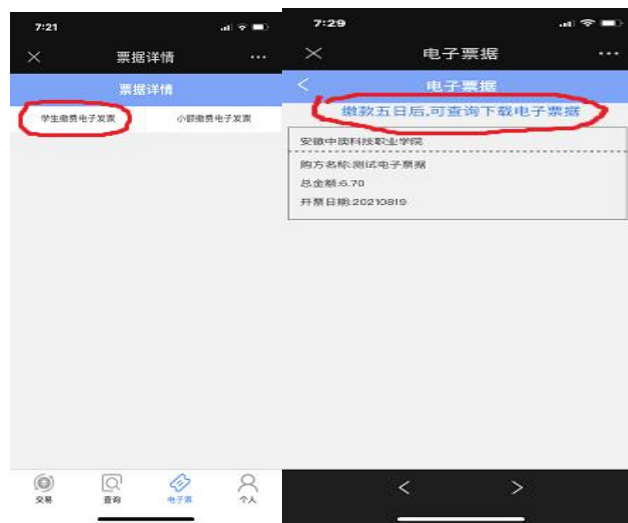 7:21
票据详情
票据详情
学生缴费电子发票
小额缴费电子发票
交易
查询
电子票
个人
7:29
电子票据
电子票据
缴款五日后,可查询下载电子票据
安徽中澳科技职业学院
购方名称:测试电子票据
总金额:6.70
开票日期:20210819